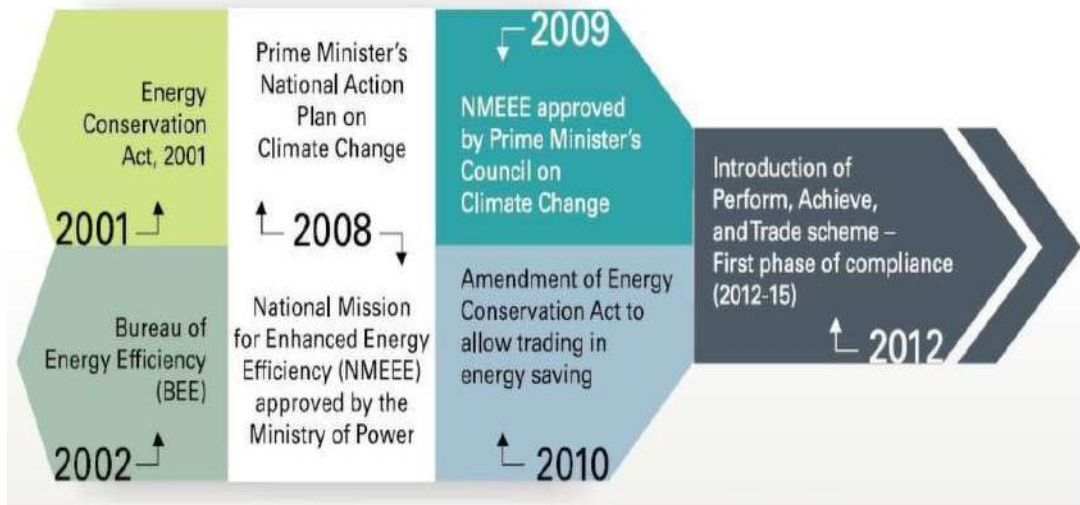 Energy
Conservation
Act, 2001
2001
Bureau of
Energy Efficiency
(BEE)
2002
Prime Minister's
National Action
Plan on
Climate Change
2008
National Mission
for Enhanced Energy
Efficiency (NMEEE)
approved by the
Ministry of Power
2009
NMEEE approved
by Prime Minister's
Council on
Climate Change
Amendment of Energy
Conservation Act to
allow trading in
energy saving
2010
Introduction of
Perform, Achieve,
and Trade scheme –
First phase of compliance
(2012-15)
2012